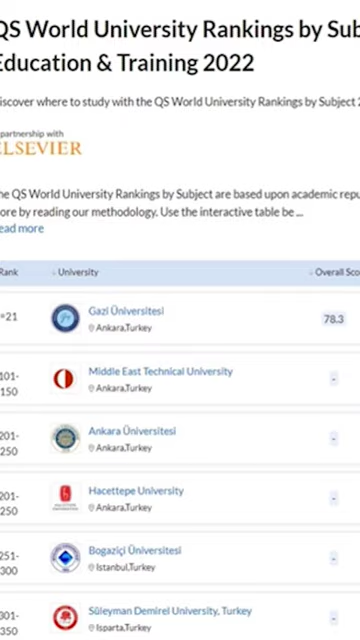 QS World University Rankings by Sub
Education & Training 2022
iscover where to study with the QS World University Rankings by Subject 2
partnership with
ELSEVIER
he QS World University Rankings by Subject are based upon academic repu
ore by reading our methodology. Use the interactive table be ...
ead more
Rank University Overall Sco
=21 Gazi Üniversitesi 78.3
Ankara,Turkey
101-150 Middle East Technical University -
Ankara,Turkey
201-250 Ankara Üniversitesi -
Ankara,Turkey
201-250 Hacettepe University -
Ankara,Turkey
251-300 Bogaziçi Üniversitesi -
Istanbul,Turkey
301-350 Süleyman Demirel University, Turkey -
Isparta,Turkey